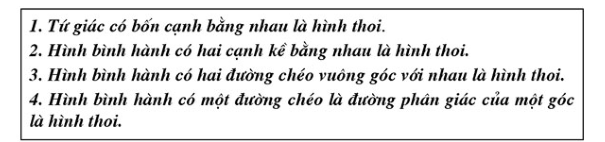 1. Tứ giác có bốn cạnh bằng nhau là hình thoi.
2. Hình bình hành có hai cạnh kề bằng nhau là hình thoi.
3. Hình bình hành có hai đường chéo vuông góc với nhau là hình thoi.
4. Hình bình hành có một đường chéo là đường phân giác của một góc
là hình thoi.